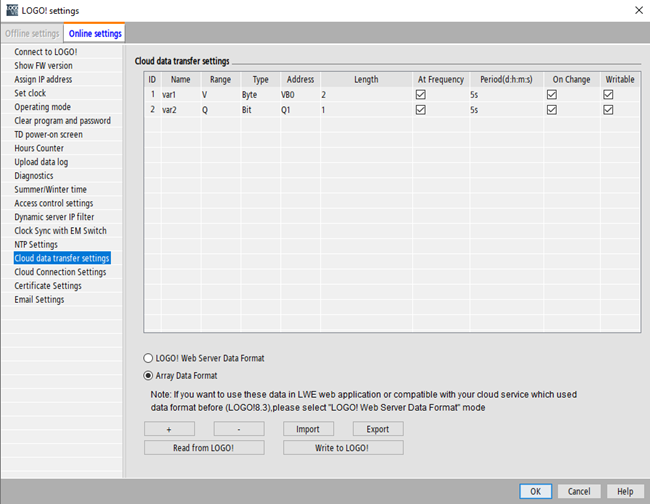 LOGO! settings
Offline settings Online settings
Connect to LOGO!
Show FW version
Assign IP address
Set clock
Operating mode
Clear program and password
TD power-on screen
Hours Counter
Upload data log
Diagnostics
Summer/Winter time
Access control settings
Dynamic server IP filter
Clock Sync with EM Switch
NTP Settings
Cloud data transfer settings
Cloud Connection Settings
Certificate Settings
Email Settings
Cloud data transfer settings
ID Name Range Type Address Length At Frequency Period(d:h:m:s) On Change Writable
1 var1 V Byte VB0 2 5s
2 var2 Q Bit Q1 1 5s
LOGO! Web Server Data Format
Array Data Format
Note: If you want to use these data in LWE web application or compatible with your cloud service which used
data format before (LOGO!8.3),please select "LOGO! Web Server Data Format" mode
+ - Import Export
Read from LOGO! Write to LOGO!
OK Cancel Help